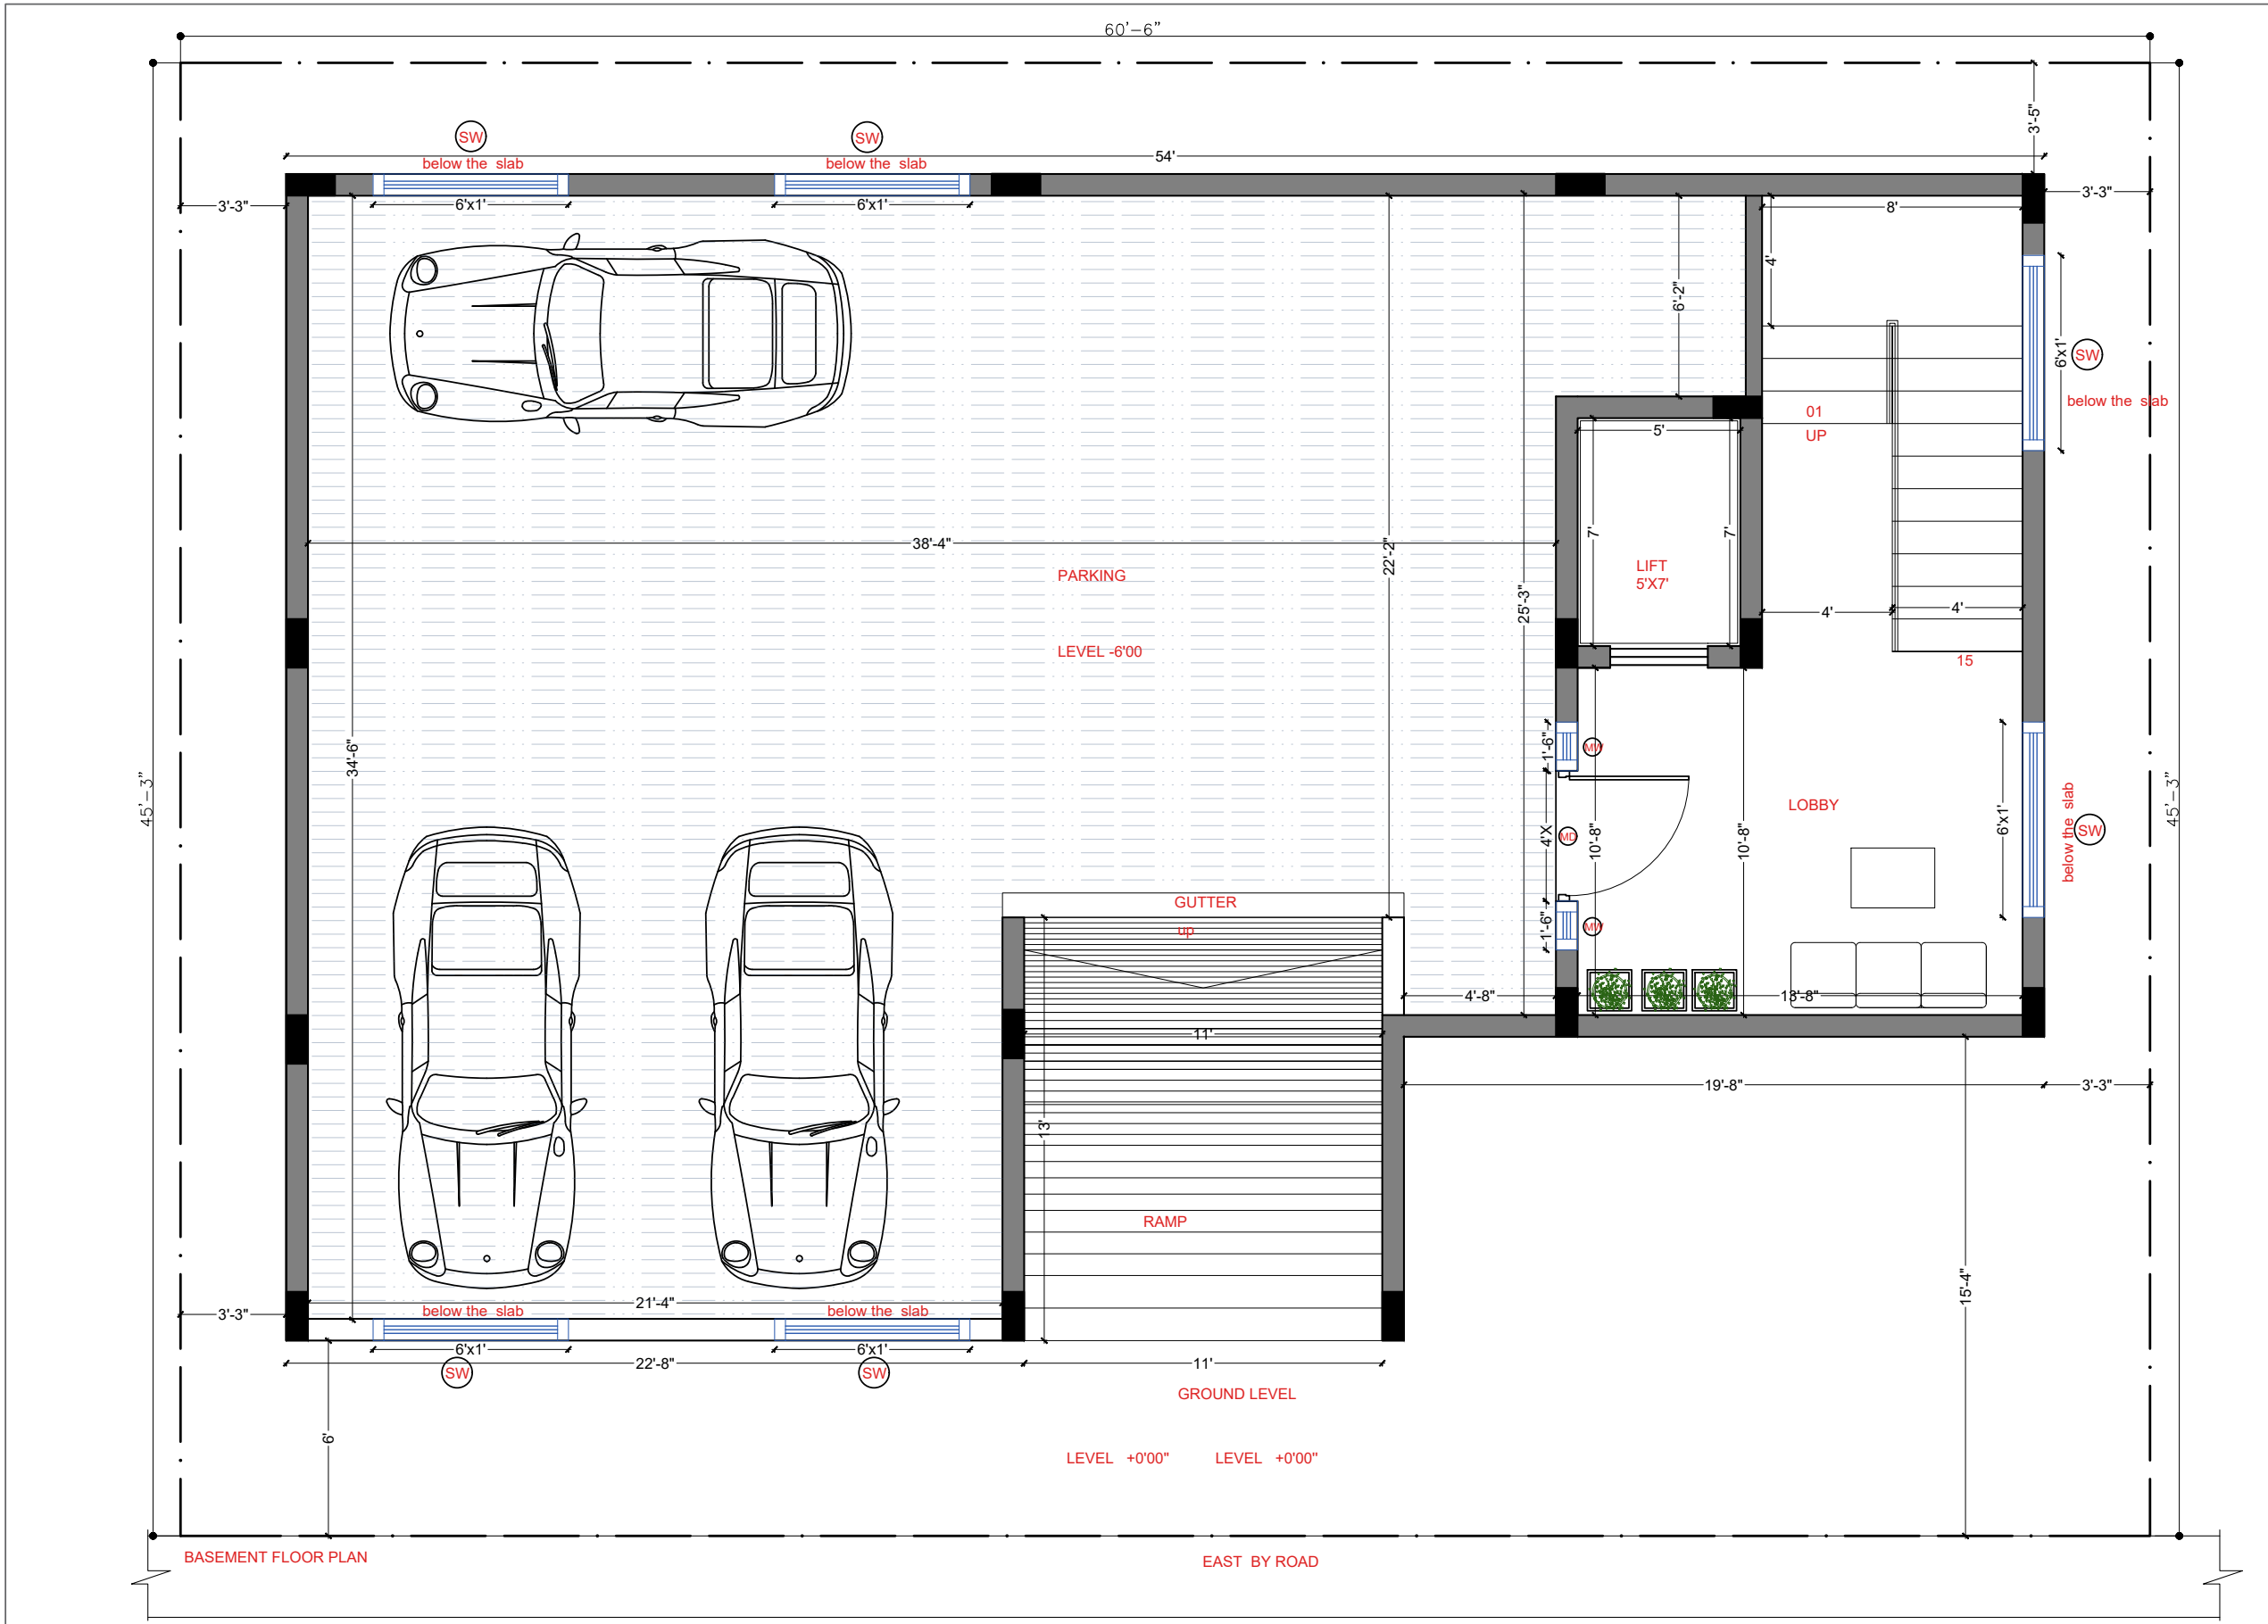 60'-6"
3'-5"
SW
SW
below the slab
below the slab
54'
3'-3"
6'x1'
6'x1'
8'
3'-3"
4'
6'-2"
6'x1'
SW
below the slab
01
UP
5'
38'-4"
22'-2"
7'
7'
PARKING
LIFT
5'X7'
25'-3"
4'
4'
LEVEL -6'00
15
34'-6"
1'-6"
MW
45'-3"
45'-3"
LOBBY
6'x1'
below the slab
SW
4'X
MD
10'-8"
10'-8"
GUTTER
up
1'-6"
MW
4'-8"
13'-8"
11'
19'-8"
3'-3"
13'
RAMP
15'-4"
21'-4"
3'-3"
below the slab
below the slab
6'x1'
6'x1'
22'-8"
11'
SW
SW
GROUND LEVEL
6'
LEVEL +0'00"
LEVEL +0'00"
BASEMENT FLOOR PLAN
EAST BY ROAD